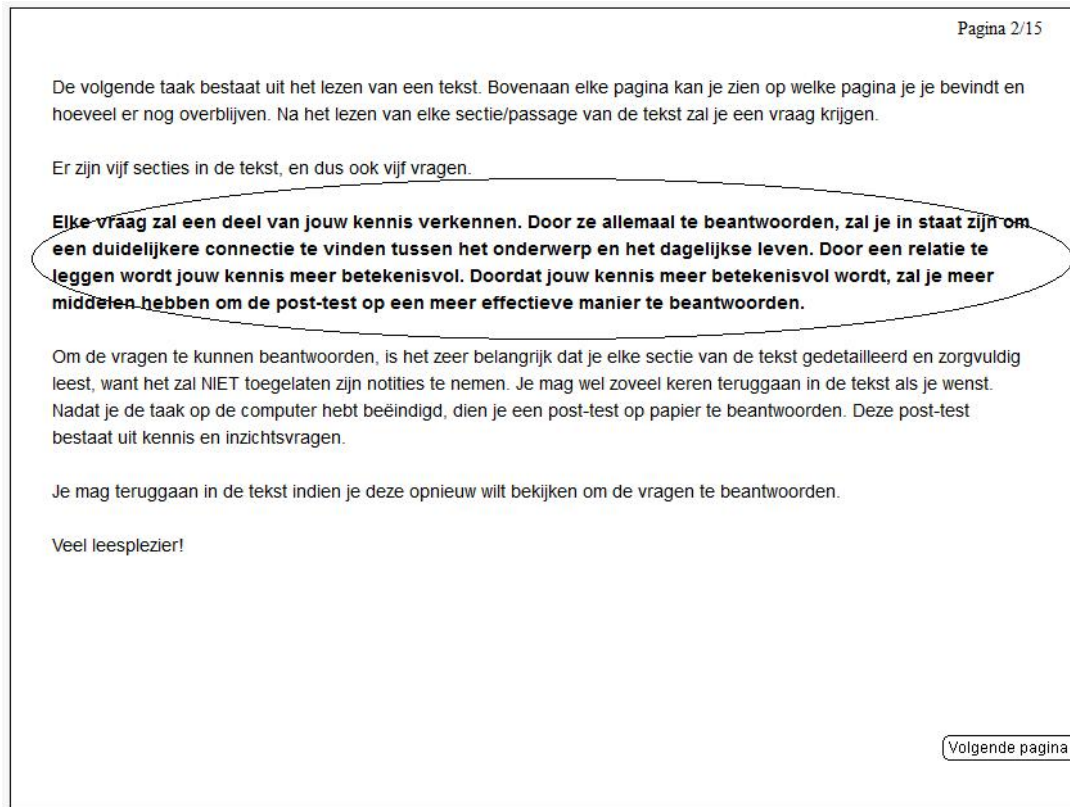 Pagina 2/15
De volgende taak bestaat uit het lezen van een tekst. Bovenaan elke pagina kan je zien op welke pagina je je bevindt en
hoeveel er nog overblijven. Na het lezen van elke sectie/passage van de tekst zal je een vraag krijgen.
Er zijn vijf secties in de tekst, en dus ook vijf vragen.
Elke vraag zal een deel van jouw kennis verkennen. Door ze allemaal te beantwoorden, zal je in staat zijn om
een duidelijkere connectie te vinden tussen het onderwerp en het dagelijkse leven. Door een relatie te
leggen wordt jouw kennis meer betekenisvol. Doordat jouw kennis meer betekenisvol wordt, zal je meer
middelen hebben om de post-test op een meer effectieve manier te beantwoorden.
Om de vragen te kunnen beantwoorden, is het zeer belangrijk dat je elke sectie van de tekst gedetailleerd en zorgvuldig
leest, want het zal NIET toegelaten zijn notities te nemen. Je mag wel zoveel keren teruggaan in de tekst als je wenst.
Nadat je de taak op de computer hebt beëindigd, dien je een post-test op papier te beantwoorden. Deze post-test
bestaat uit kennis en inzichtsvragen.
Je mag teruggaan in de tekst indien je deze opnieuw wilt bekijken om de vragen te beantwoorden.
Veel leesplezier!
Volgende pagina